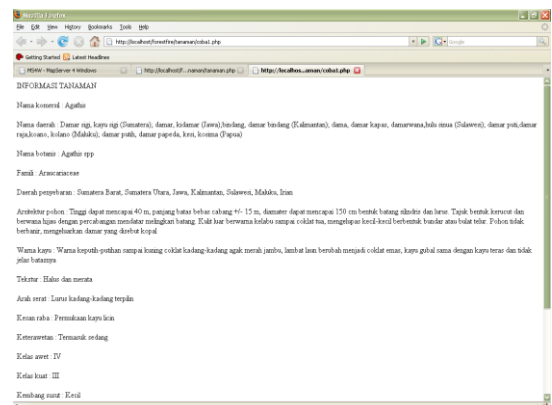 Mozilla Firefox
File Edit View History Bookmarks Tools Help
http://localhost/forestfire/tanaman/coba1.php
Google
Getting Started Latest Headlines
MS4W - MapServer 4 Windows
http://localhost/f...naman/tanaman.php
http://localhos...aman/coba1.php
INFORMASI TANAMAN
Nama komersil : Agathis
Nama daerah : Damar sigi, kayu sigi (Sumatera); damar, kidamar (Jawa);bindang, damar bindang (Kalimantan); dama, damar kapas, damarwana,hulu sinua (Sulawesi); damar puti,damar
raja,koano, kolano (Maluku); damar putih, damar papeda, kesi, kosima (Papua)
Nama botanis : Agathis spp
Famili : Araucariaceae
Daerah penyebaran : Sumatera Barat, Sumatera Utara, Jawa, Kalimantan, Sulawesi, Maluku, Irian
Arsitektur pohon : Tinggi dapat mencapai 40 m, panjang batas bebas cabang +/- 15 m, diamater dapat mencapai 150 cm bentuk batang silindris dan lurus. Tajuk bentuk kerucut dan
berwana hijau dengan percabangan mendatar melingkari batang. Kulit luar berwarna kelabu sampai coklat tua, mengelupas kecil-kecil berbentuk bundar atau bulat telur. Pohon tidak
berbanir, mengeluarkan damar yang disebut kopal
Warna kayu : Warna keputih-putihan sampai kuning coklat kadang-kadang agak merah jambu, lambat laun berubah menjadi coklat emas, kayu gubal sama dengan kayu teras dan tidak
jelas batasnya
Tekstur : Halus dan merata
Arah serat : Lurus kadang-kadang terpilin
Kesan raba : Permukaan kayu licin
Keterawetan : Termasuk sedang
Kelas awet : IV
Kelas kuat : III
Kembang susut : Kecil